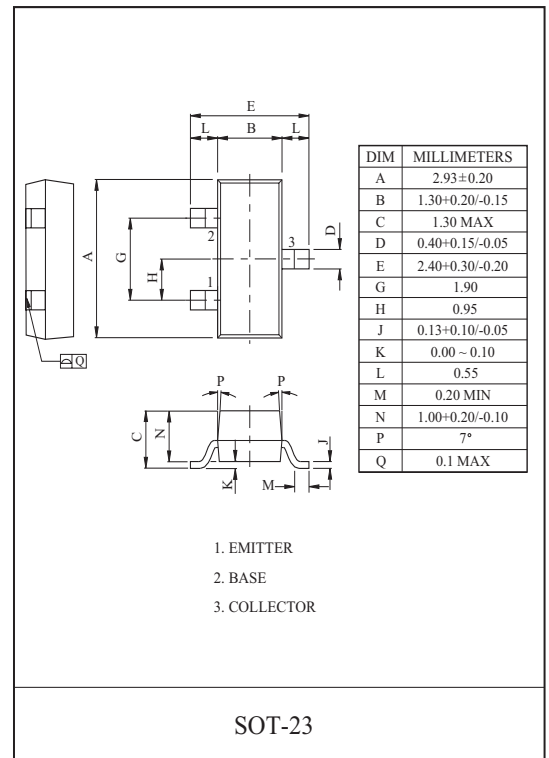 E
L B L
A
G
H
D
2
3
1
D Q
P P
C
N
K
J
M
DIM MILLIMETERS
A 2.93±0.20
B 1.30+0.20/-0.15
C 1.30 MAX
D 0.40+0.15/-0.05
E 2.40+0.30/-0.20
G 1.90
H 0.95
J 0.13+0.10/-0.05
K 0.00 ~ 0.10
L 0.55
M 0.20 MIN
N 1.00+0.20/-0.10
P 7°
Q 0.1 MAX
1. EMITTER
2. BASE
3. COLLECTOR
SOT-23